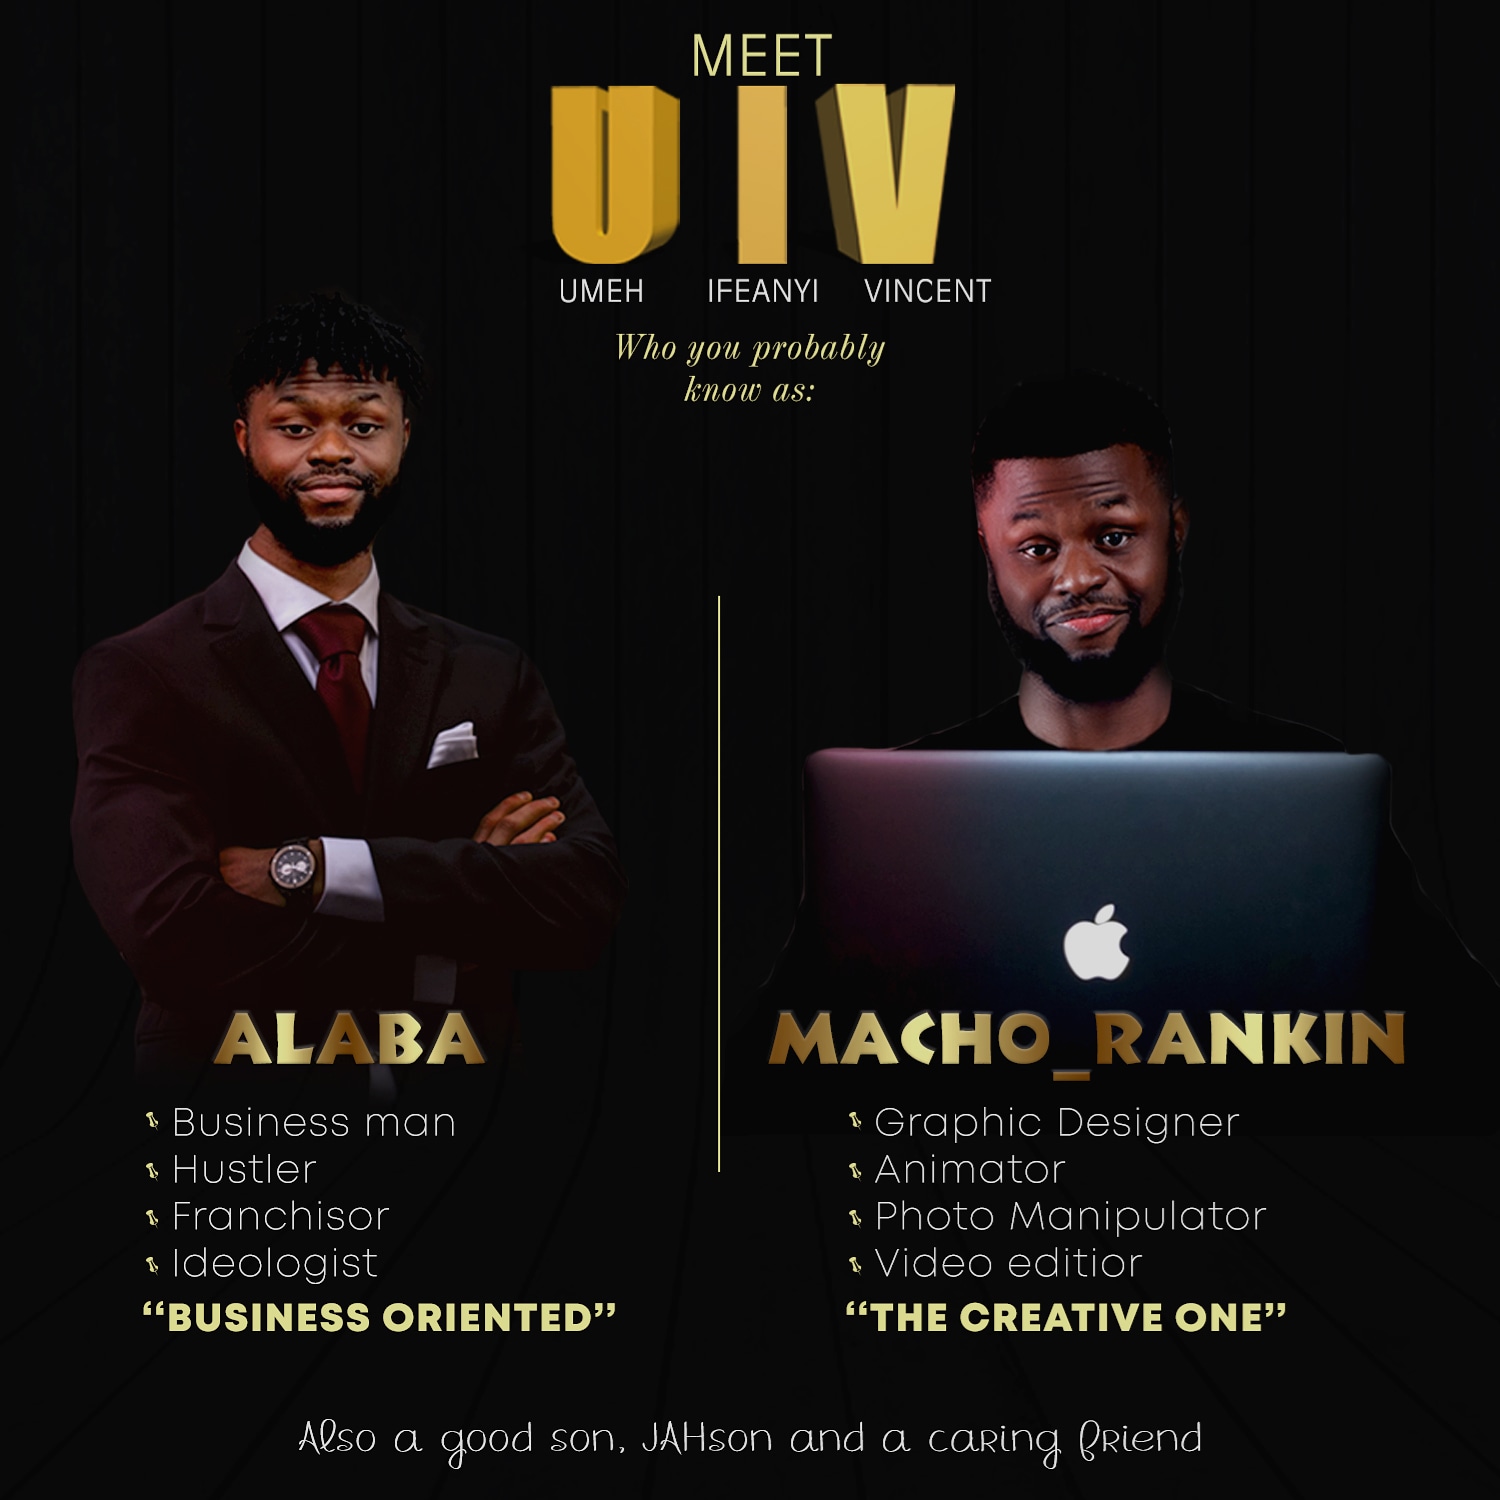 MEET
UIV
UMEH IFEANYI VINCENT
Who you probably
know as:
ALABA
Business man
Hustler
Franchisor
Ideologist
“BUSINESS ORIENTED”
MACHO_RANKIN
Graphic Designer
Animator
Photo Manipulator
Video editior
“THE CREATIVE ONE”
Also a good son, JAHson and a caring friend